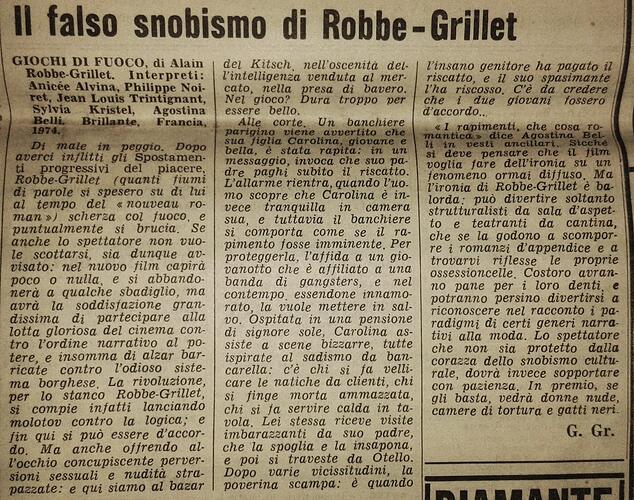 Il falso snobismo di Robbe-Grillet
GIOCHI DI FUOCO, di Alain
Robbe-Grillet. Interpreti:
Anicée Alvina, Philippe Noi-
ret, Jean Louis Trintignant,
Sylvia Kristel, Agostina
Belli. Brillante, Francia,
1974.
Di male in peggio. Dopo
averci inflitti gli Spostamen-
ti progressivi del piacere,
Robbe-Grillet (quanti fiumi
di parole si spesero su di lui
al tempo del «nouveau ro-
man») scherza col fuoco, e
puntualmente si brucia. Se
anche lo spettatore non vuo-
le scottarsi, sia dunque av-
visato: nel nuovo film capirà
poco o nulla, e si abbando-
nerà a qualche sbadiglio, ma
avrà la soddisfazione gran-
dissima di partecipare alla
lotta gloriosa del cinema con-
tro l'ordine narrativo al po-
tere, e insomma di alzar bar-
ricate contro l'odioso siste-
ma borghese. La rivoluzione,
per lo stanco Robbe-Grillet,
si compie infatti lanciando
molotov contro la logica; e
fin qui si può essere d'accor-
do. Ma anche offrendo al-
l'occhio concupiscente perver-
sioni sessuali e nudità stra-
pazzate: e qui siamo al bazar
del Kitsch, nell'oscenità del-
l'intelligenza venduta al mer-
cato, nella presa di bavero.
Nel gioco? Dura troppo per
essere bello.
Alle corte. Un banchiere
parigino viene avvertito che
sua figlia Carolina, giovane e
bella, è stata rapita: in un
messaggio, invoca che suo pa-
dre paghi subito il riscatto.
L'allarme rientra, quando l'uo-
mo scopre che Carolina è in-
vece tranquilla in camera
sua, e tuttavia il banchiere
si comporta come se il ra-
pimento fosse imminente. Per
proteggerla, l'affida a un gio-
vanotto che è affiliato a una
banda di gangsters, e nel
contempo, essendone innamo-
rato, la vuole mettere in sal-
vo. Ospitata in una pensione
di signore sole, Carolina as-
siste a scene bizzarre, tutte
ispirate al sadismo da ban-
carella: c'è chi si fa velli-
care le natiche da clienti, chi
si finge morta ammazzata,
chi si fa servire calda in ta-
vola. Lei stessa riceve visite
imbarazzanti da suo padre,
che la spoglia e la insapona,
e poi si traveste da Otello.
Dopo varie vicissitudini, la
poverina scampa: è quando
l'insano genitore ha pagato il
riscatto, e il suo spasimante
l'ha riscosso. C'è da credere
che i due giovani fossero
d'accordo..
«I rapimenti, che cosa ro-
mantica» dice Agostina Bel-
li in vesti ancillari. Sicché
si deve pensare che il film
voglia fare dell'ironia su un
fenomeno ormai diffuso. Ma
l'ironia di Robbe-Grillet è ba-
lorda: può divertire soltanto
strutturalisti da sala d'aspet-
to e teatranti da cantina,
che se la godono a scompor-
re i romanzi d'appendice e a
trovarvi riflesse le proprie
ossessioncelle. Costoro avran-
no pane per i loro denti, e
potranno persino divertirsi a
riconoscere nel racconto i pa-
radigmi di certi generi narra-
tivi alla moda. Lo spettatore
che non sia protetto dalla
corazza dello snobismo cultu-
rale, dovrà invece sopportare
con pazienza. In premio, se
gli basta, vedrà donne nude,
camere di tortura e gatti neri.
G. Gr.
DIAMANTE